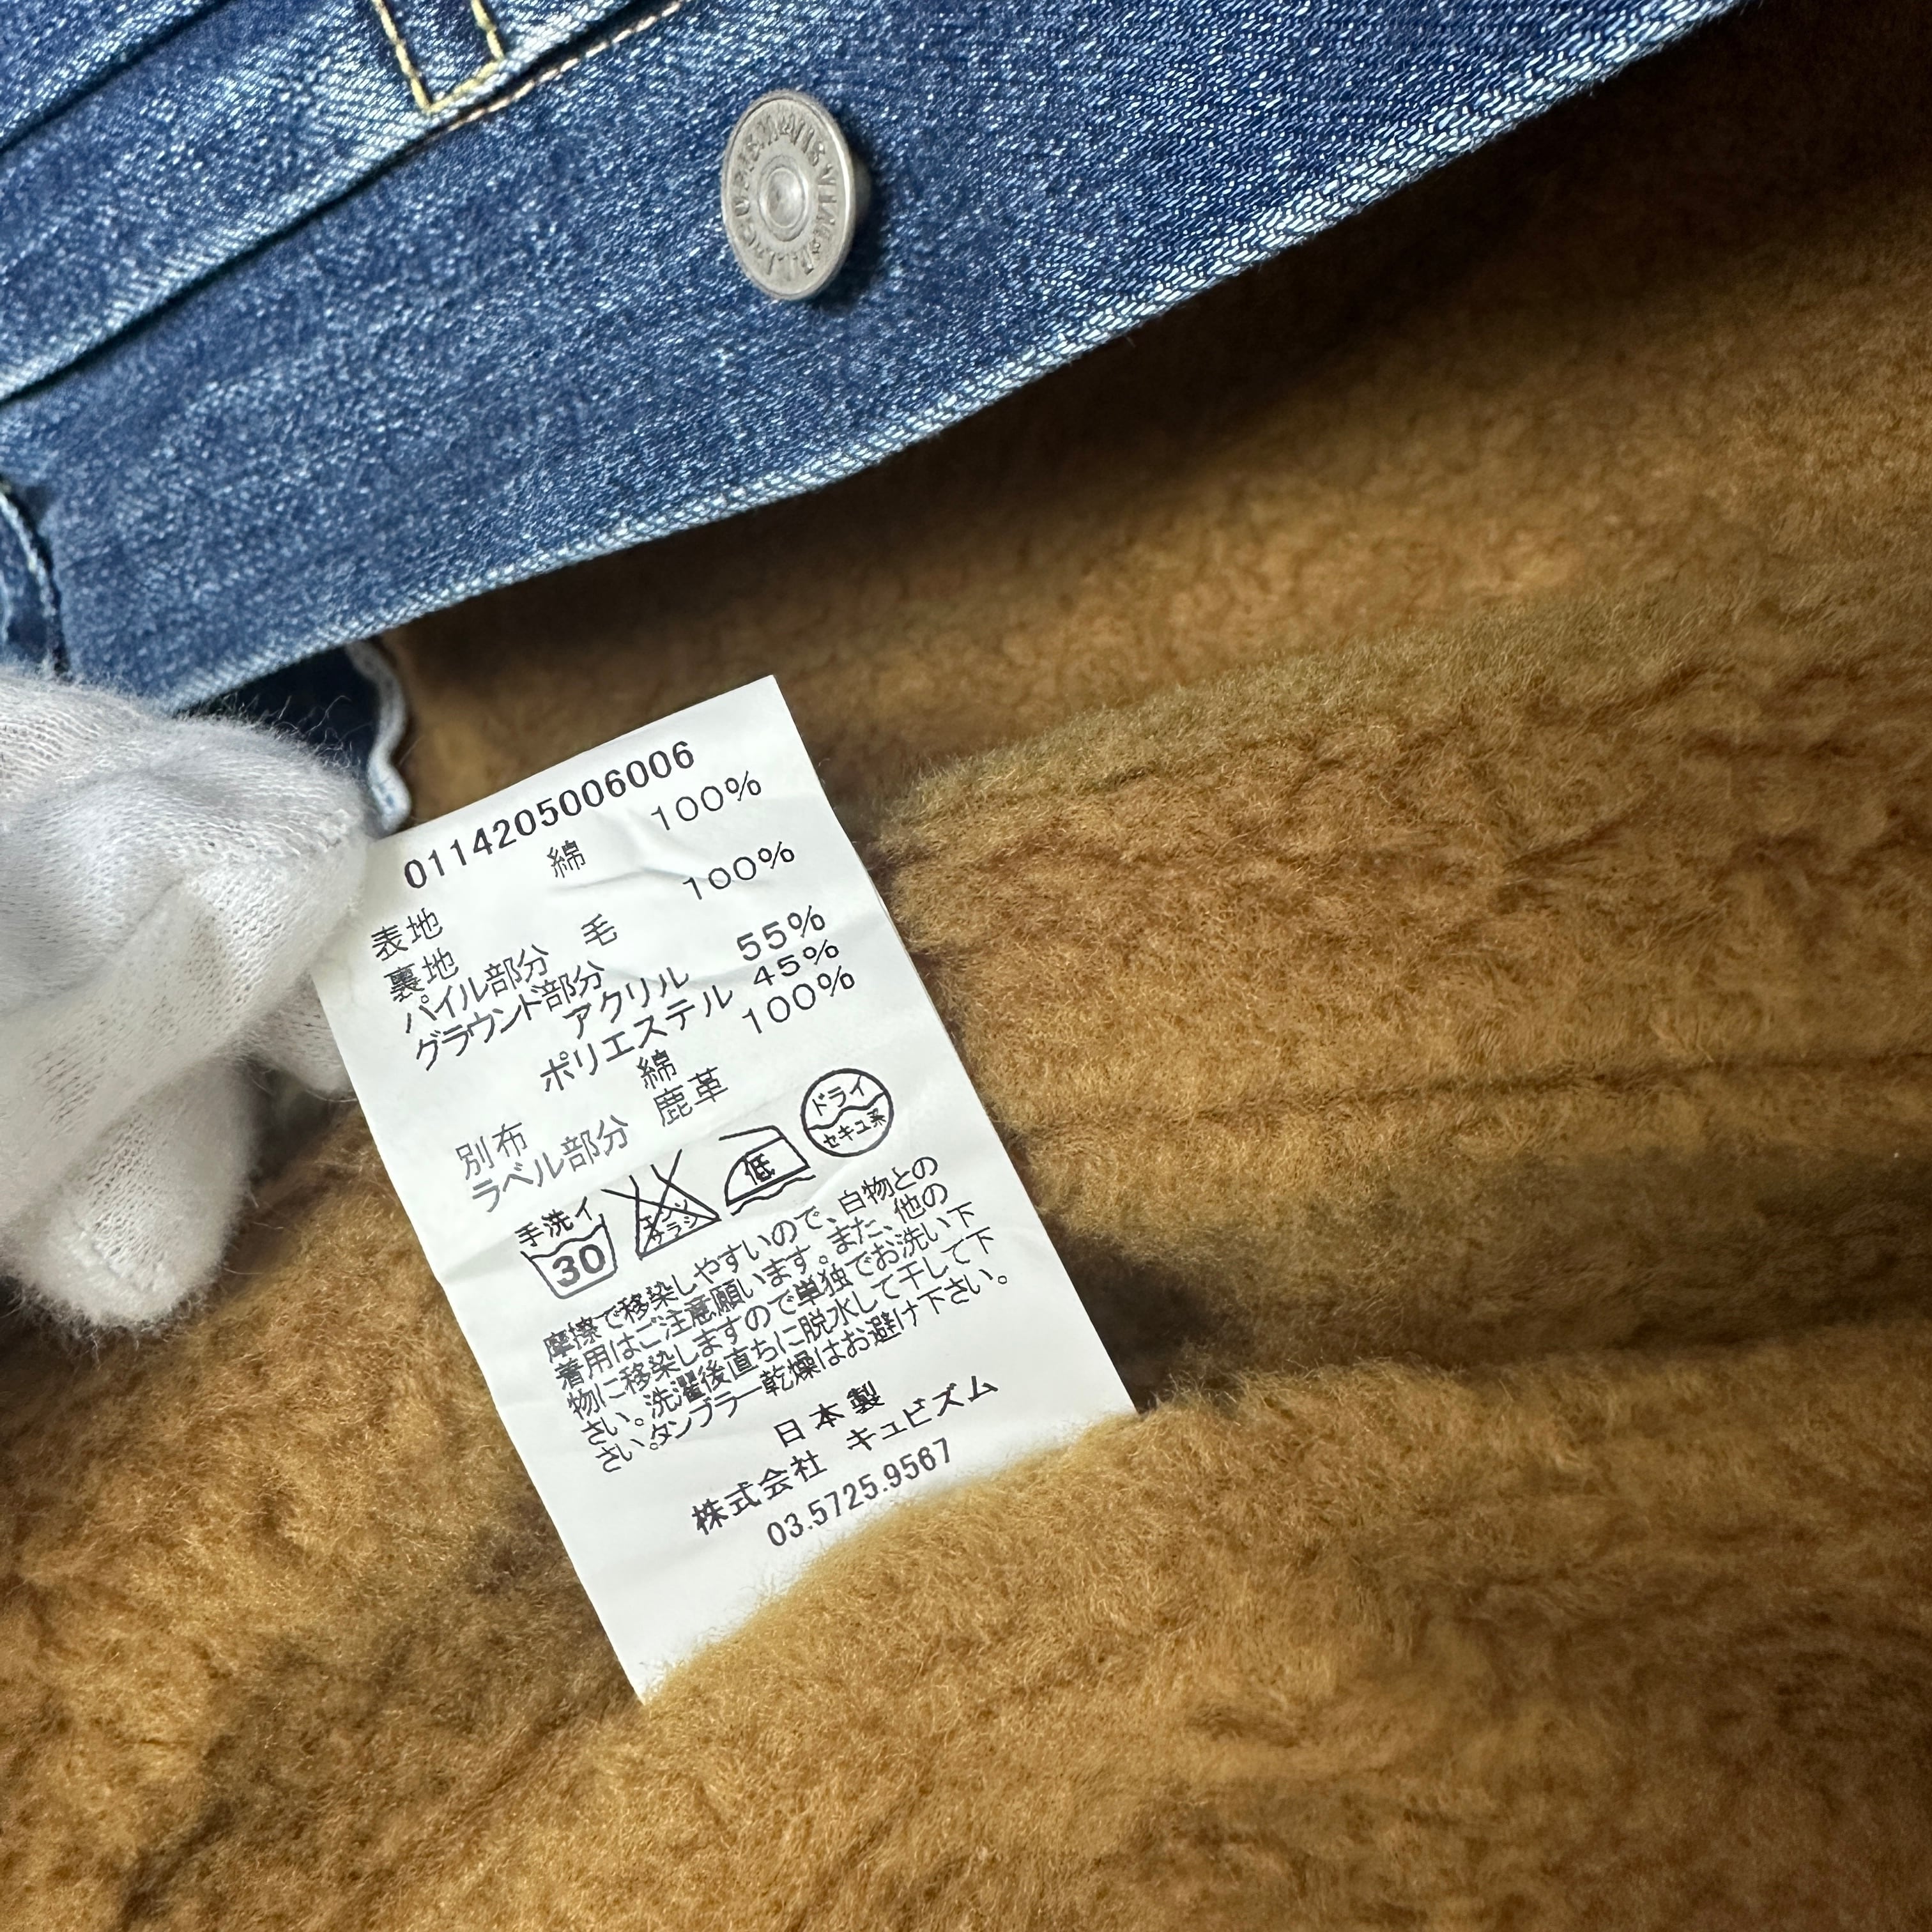 0114205006006
表地 綿 100%
裏地
パイル部分 毛 100%
グラウンド部分
アクリル 55%
ポリエステル 45%
別布 綿 100%
ラベル部分 鹿革
手洗イ
30
エンソ
サラシ
低
ドライ
セキユ系
摩擦で移染しやすいので、白物との
着用はご注意願います。また、他の
物に移染しますので単独でお洗い下
さい。洗濯後直ちに脱水して干して下
さい。タンブラー乾燥はお避け下さい。
日本製
株式会社 キュビズム
03.5725.9567